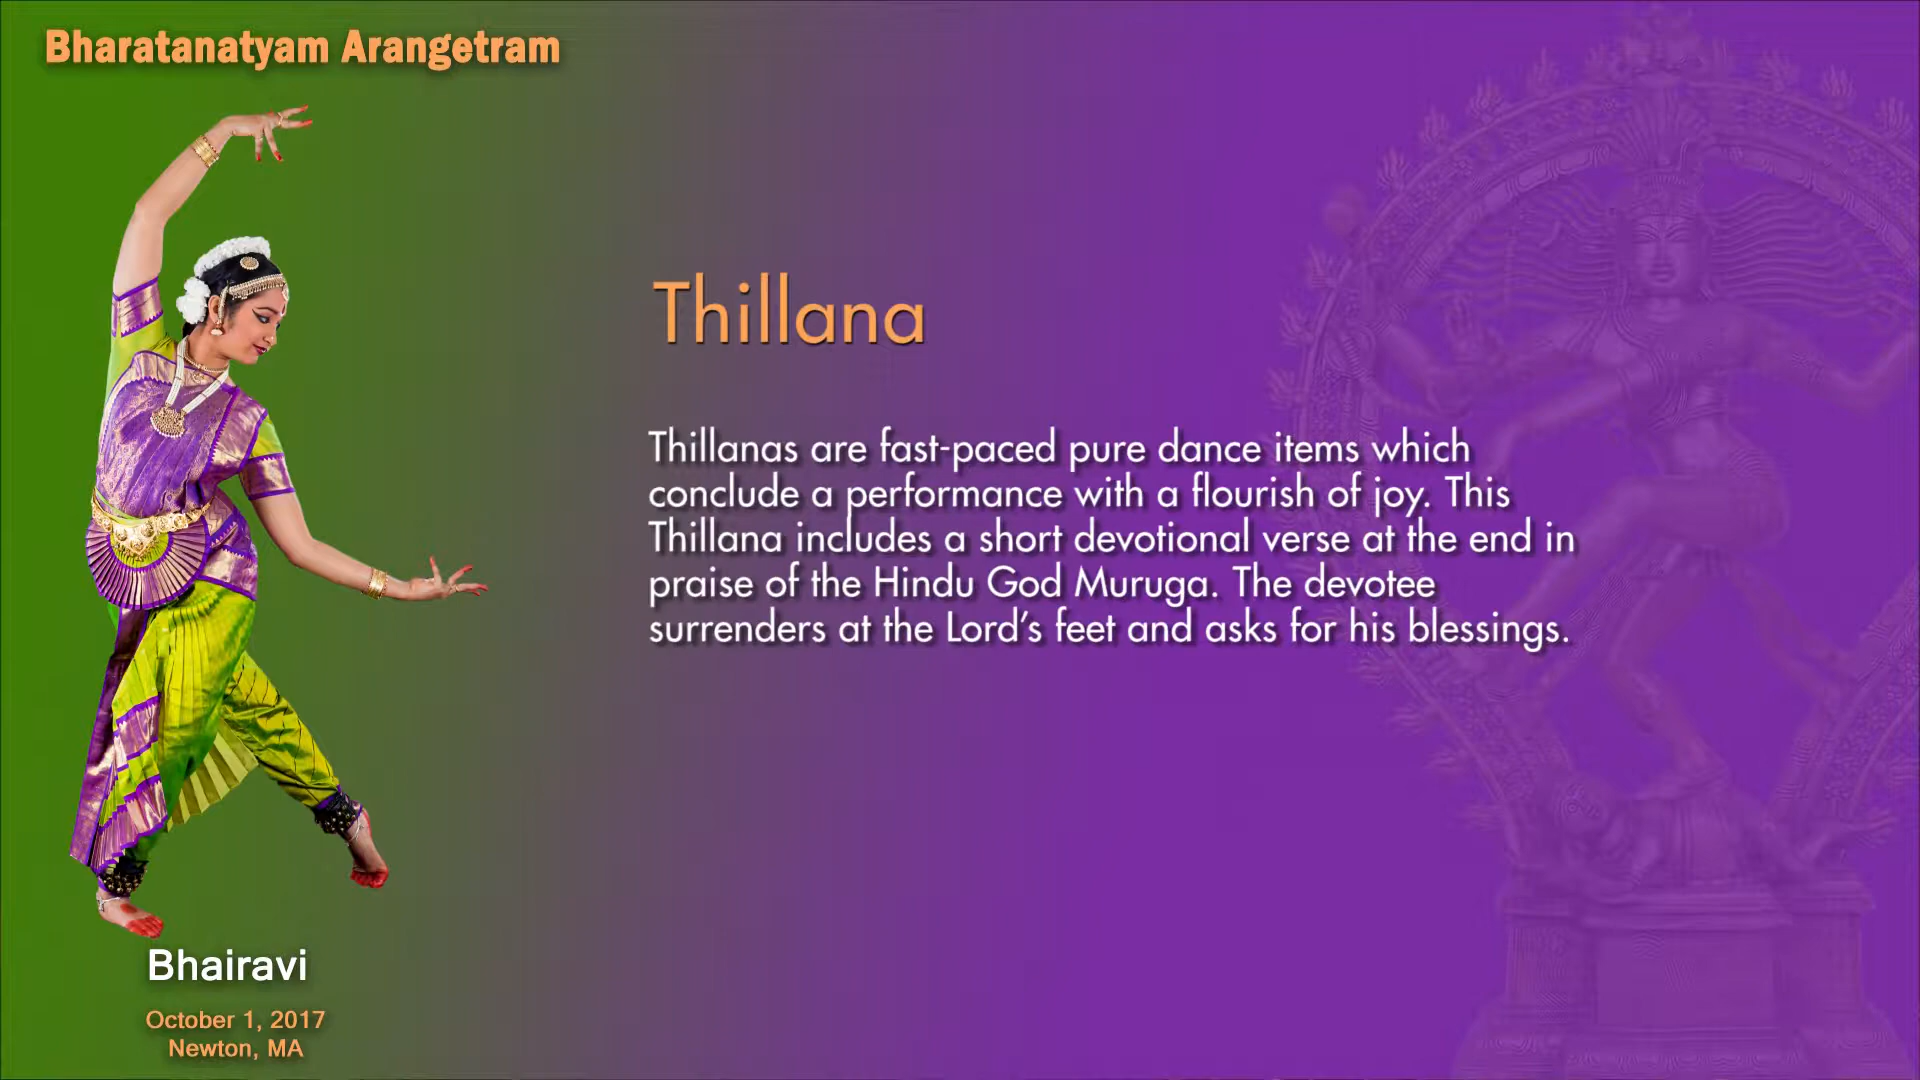 Bharatanatyam Arangetram
Thillana
Thillanas are fast-paced pure dance items which
conclude a performance with a flourish of joy. This
Thillana includes a short devotional verse at the end in
praise of the Hindu God Muruga. The devotee
surrenders at the Lord’s feet and asks for his blessings.
Bhairavi
October 1, 2017
Newton, MA